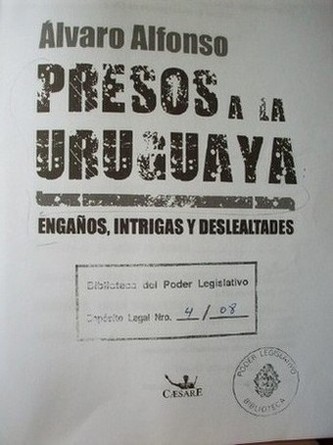 Álvaro Alfonso
PRESOS A LA
URUGUAYA
ENGAÑOS, INTRIGAS Y DESLEALTADES
Biblioteca del Poder Legislativo
Depósito Legal Nro. 4 / 08
CÆSARE
PODER LEGISLATIVO
BIBLIOTECA